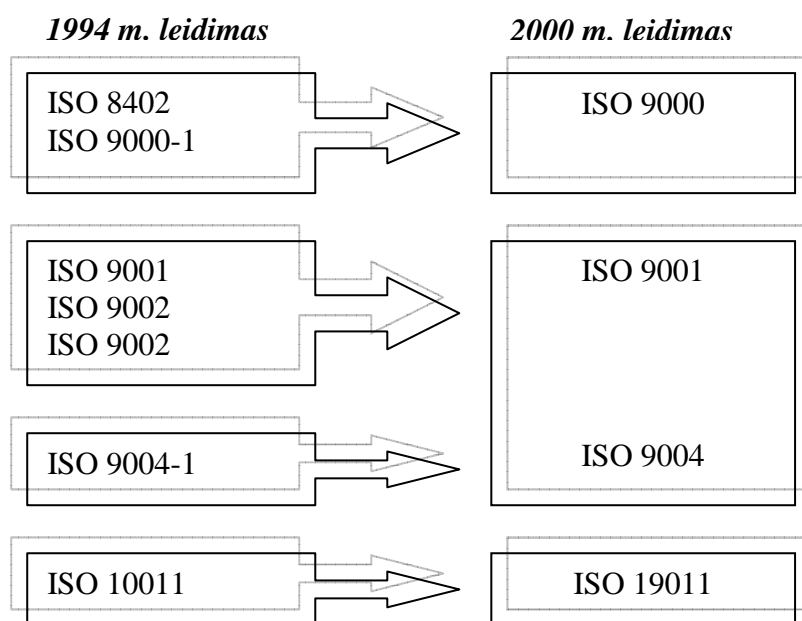 1994 m. leidimas
2000 m. leidimas
ISO 8402
ISO 9000-1
ISO 9000
ISO 9001
ISO 9002
ISO 9002
ISO 9001
ISO 9004-1
ISO 9004
ISO 10011
ISO 19011